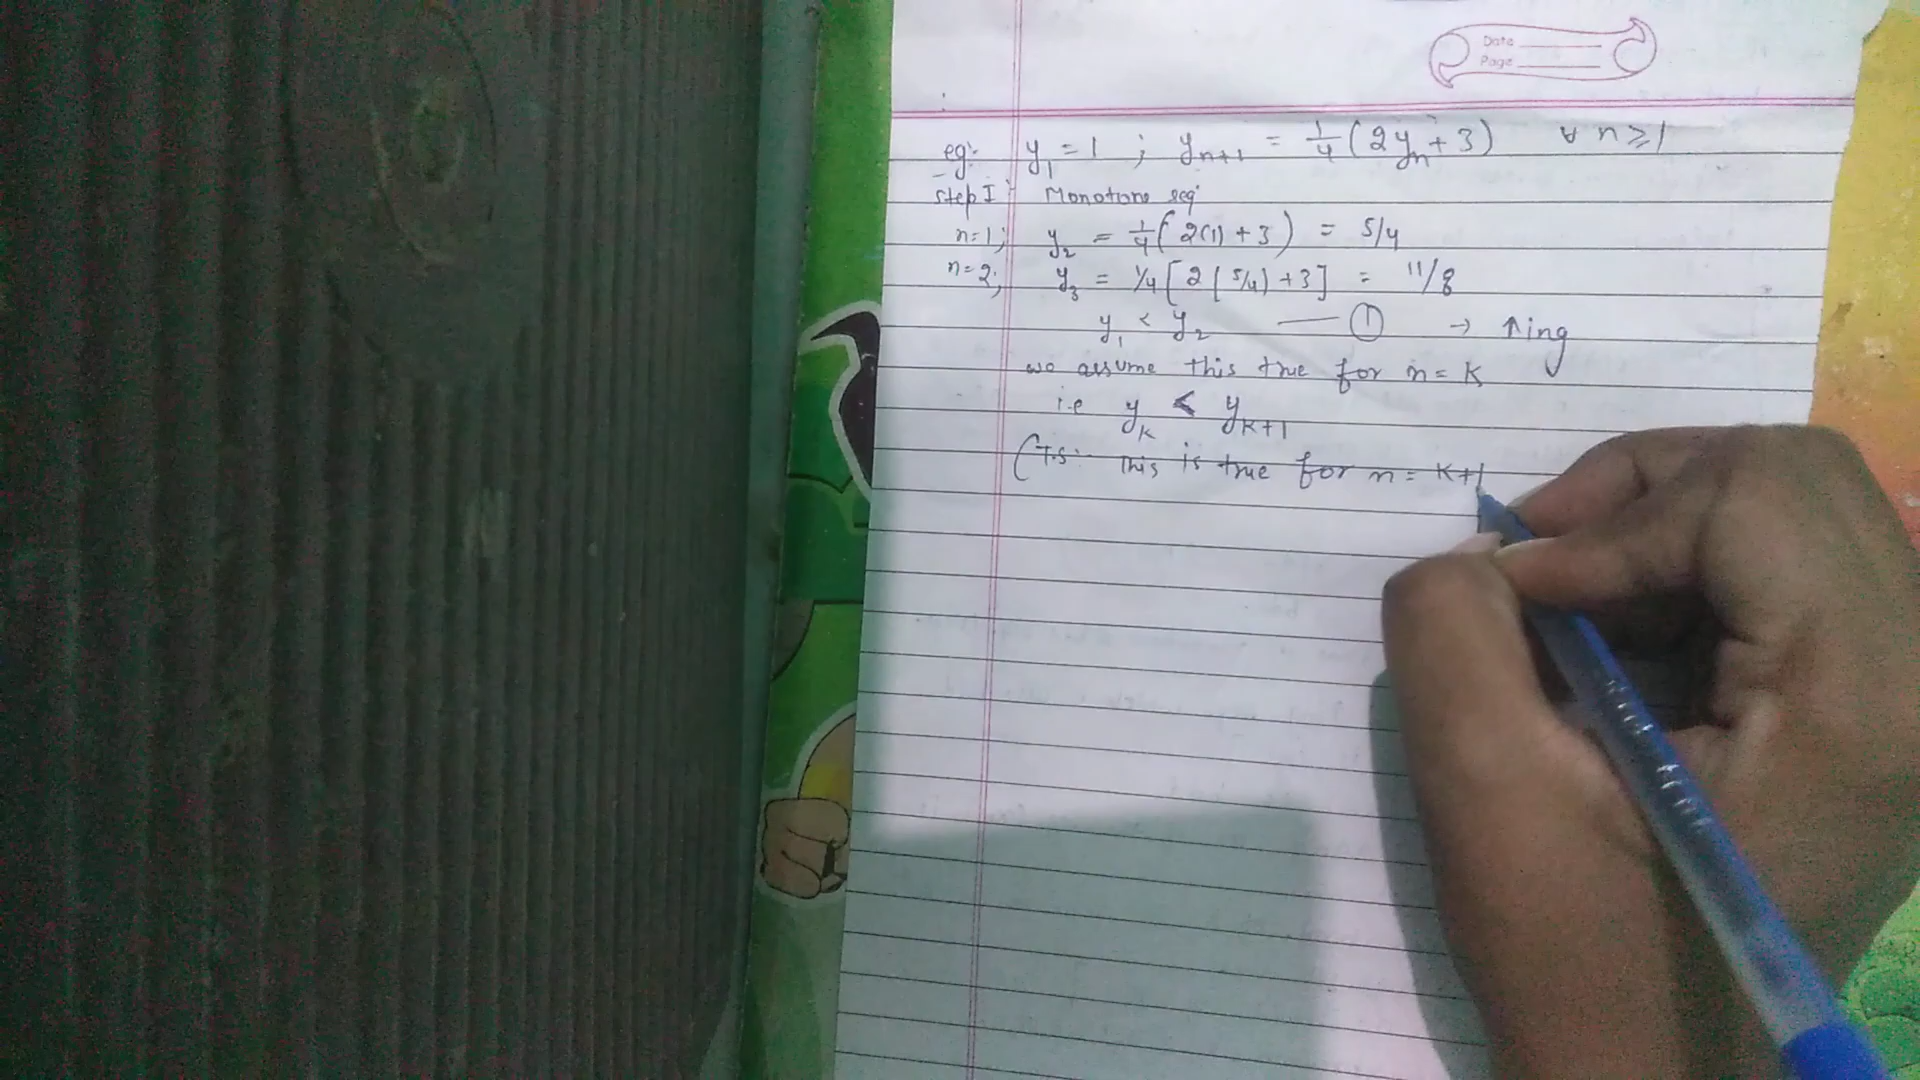 Date
Page
eg:- y₁ = 1 ; yₙ₊₁ = 1/4 (2yₙ + 3) ∀ n ≥ 1
Step I :- Monotone seq
n=1; y₂ = 1/4 ( 2(1) + 3 ) = 5/4
n=2; y₃ = 1/4 [ 2 ( 5/4) + 3 ] = 11/8
y₁ < y₂ —— ① → ↑ing
we assume this true for n = K
i.e y_K < y_K+1
(T.S:- This is true for n = K+1